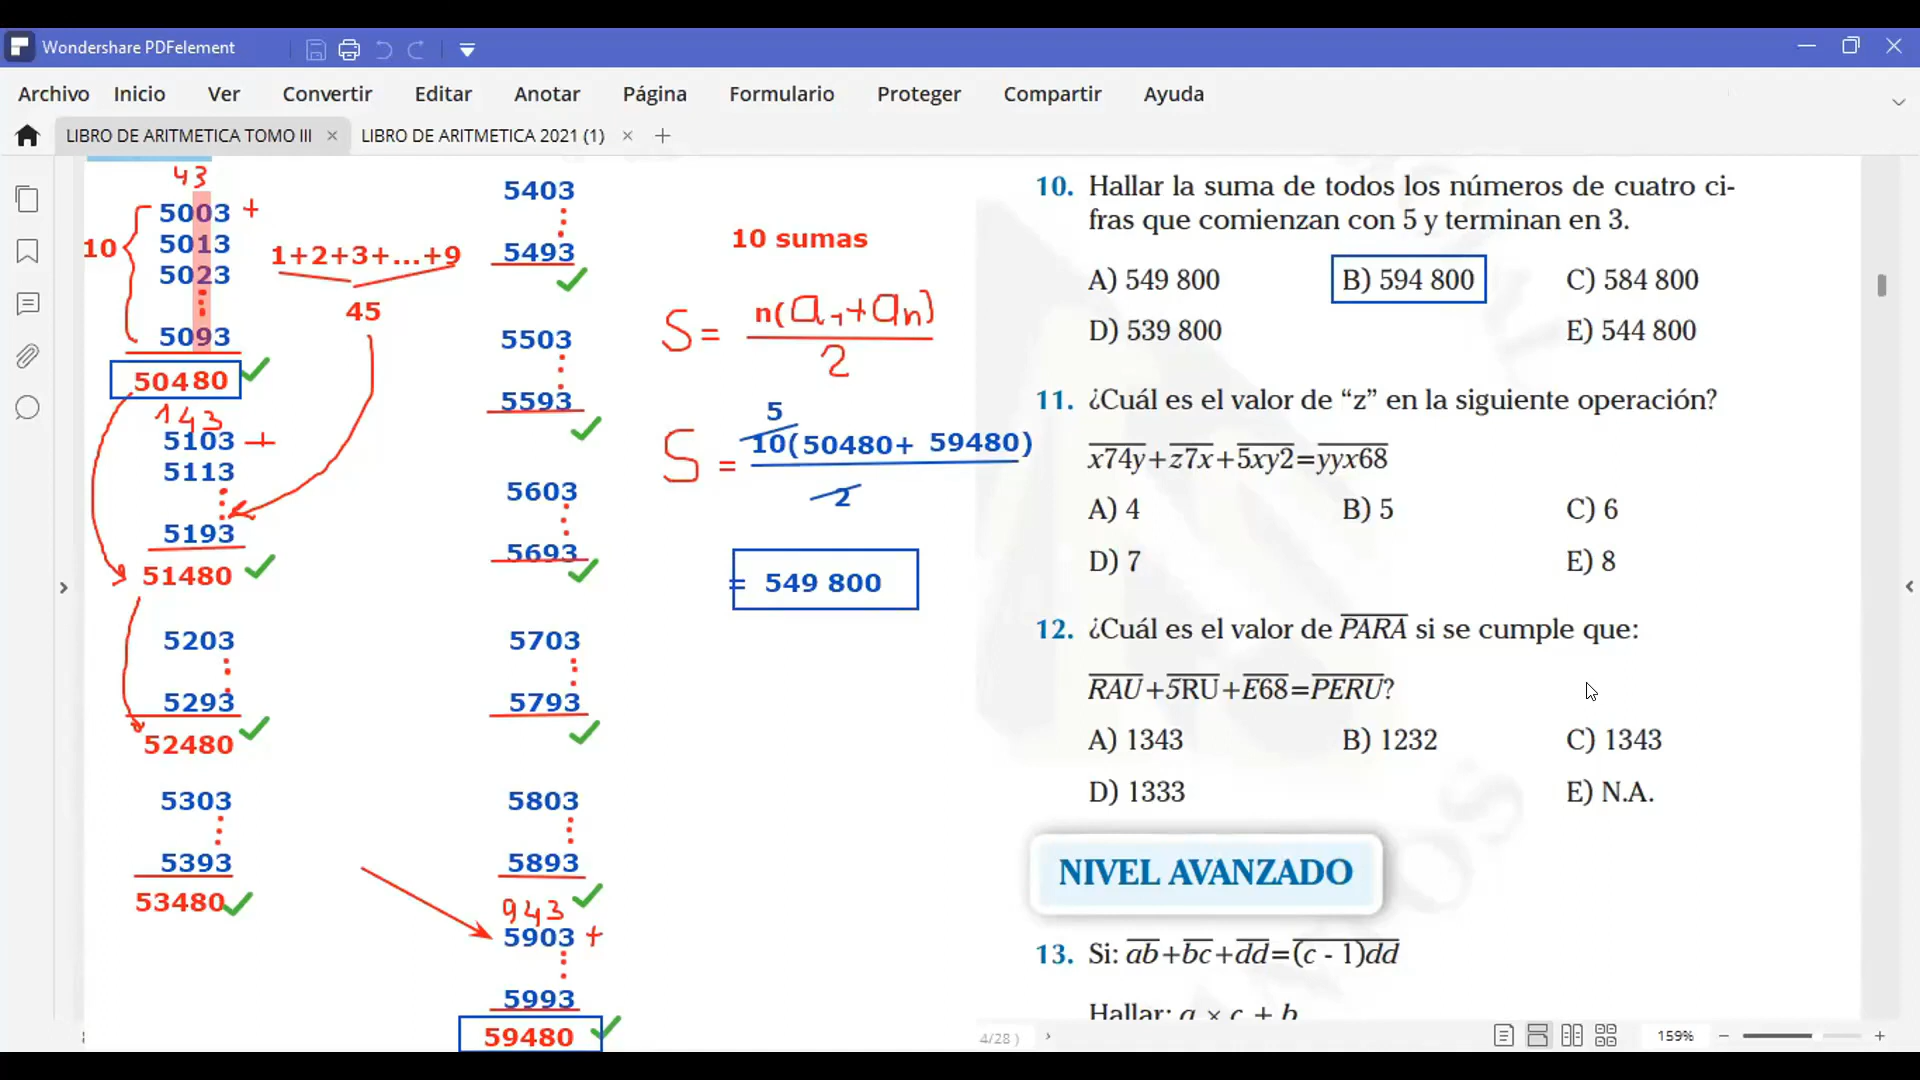 Wondershare PDFelement
Archivo Inicio Ver Convertir Editar Anotar Página Formulario Proteger Compartir Ayuda
LIBRO DE ARITMETICA TOMO III × LIBRO DE ARITMETICA 2021 (1) × +
43
10
5003 +
5013
5023
5093
50480
1+2+3+...+9
45
143
5103 +
5113
5193
51480
5203
5293
52480
5303
5393
53480
5403
5493
5503
5593
5603
5693
5703
5793
5803
5893
943
5903 +
5993
59480
10 sumas
S = n(a1+an)
2
5
S = 10(50480+ 59480)
2
= 549 800
10. Hallar la suma de todos los números de cuatro ci-
fras que comienzan con 5 y terminan en 3.
A) 549 800 B) 594 800 C) 584 800
D) 539 800 E) 544 800
11. ¿Cuál es el valor de “z” en la siguiente operación?
x74y+z7x+5xy2=yyx68
A) 4 B) 5 C) 6
D) 7 E) 8
12. ¿Cuál es el valor de PARA si se cumple que:
RAU+5RU+E68=PERU?
A) 1343 B) 1232 C) 1343
D) 1333 E) N.A.
NIVEL AVANZADO
13. Si: ab+bc+dd=(c - 1)dd
Hallar: a × c + b
4/28 )
159% − +